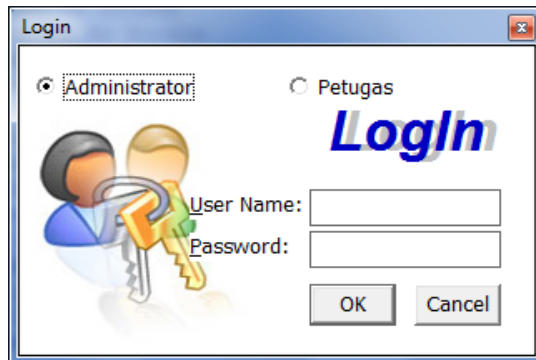 Login
Administrator
Petugas
LogIn
User Name:
Password:
OK
Cancel